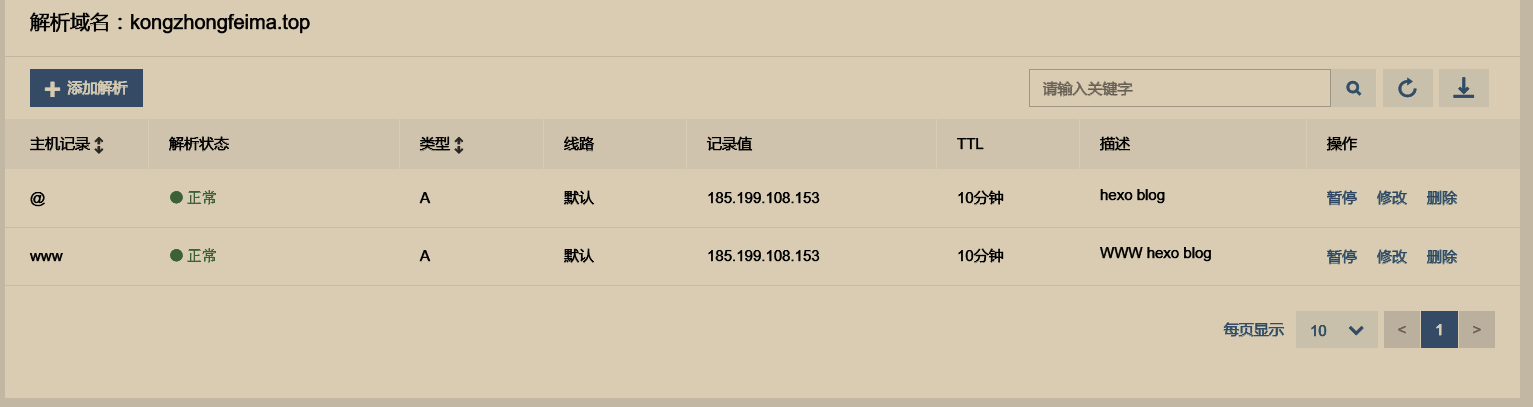 解析域名：kongzhongfeima.top
添加解析
请输入关键字
主机记录 解析状态 类型 线路 记录值 TTL 描述 操作
@ 正常 A 默认 185.199.108.153 10分钟 hexo blog 暂停 修改 删除
www 正常 A 默认 185.199.108.153 10分钟 WWW hexo blog 暂停 修改 删除
每页显示 10 < 1 >